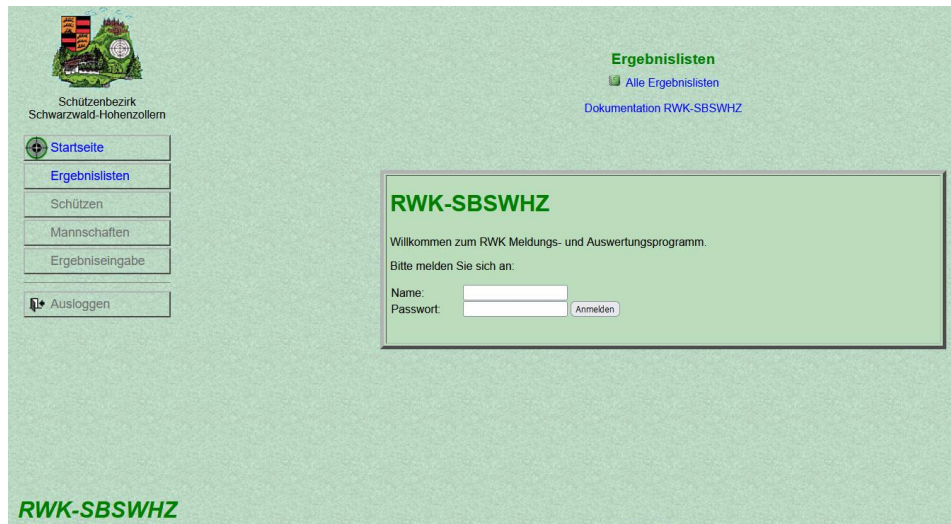 Schützenbezirk
Schwarzwald-Hohenzollern
Startseite
Ergebnislisten
Schützen
Mannschaften
Ergebniseingabe
Ausloggen
Ergebnislisten
Alle Ergebnislisten
Dokumentation RWK-SBSWHZ
RWK-SBSWHZ
Willkommen zum RWK Meldungs- und Auswertungsprogramm.
Bitte melden Sie sich an:
Name:
Passwort: Anmelden
RWK-SBSWHZ